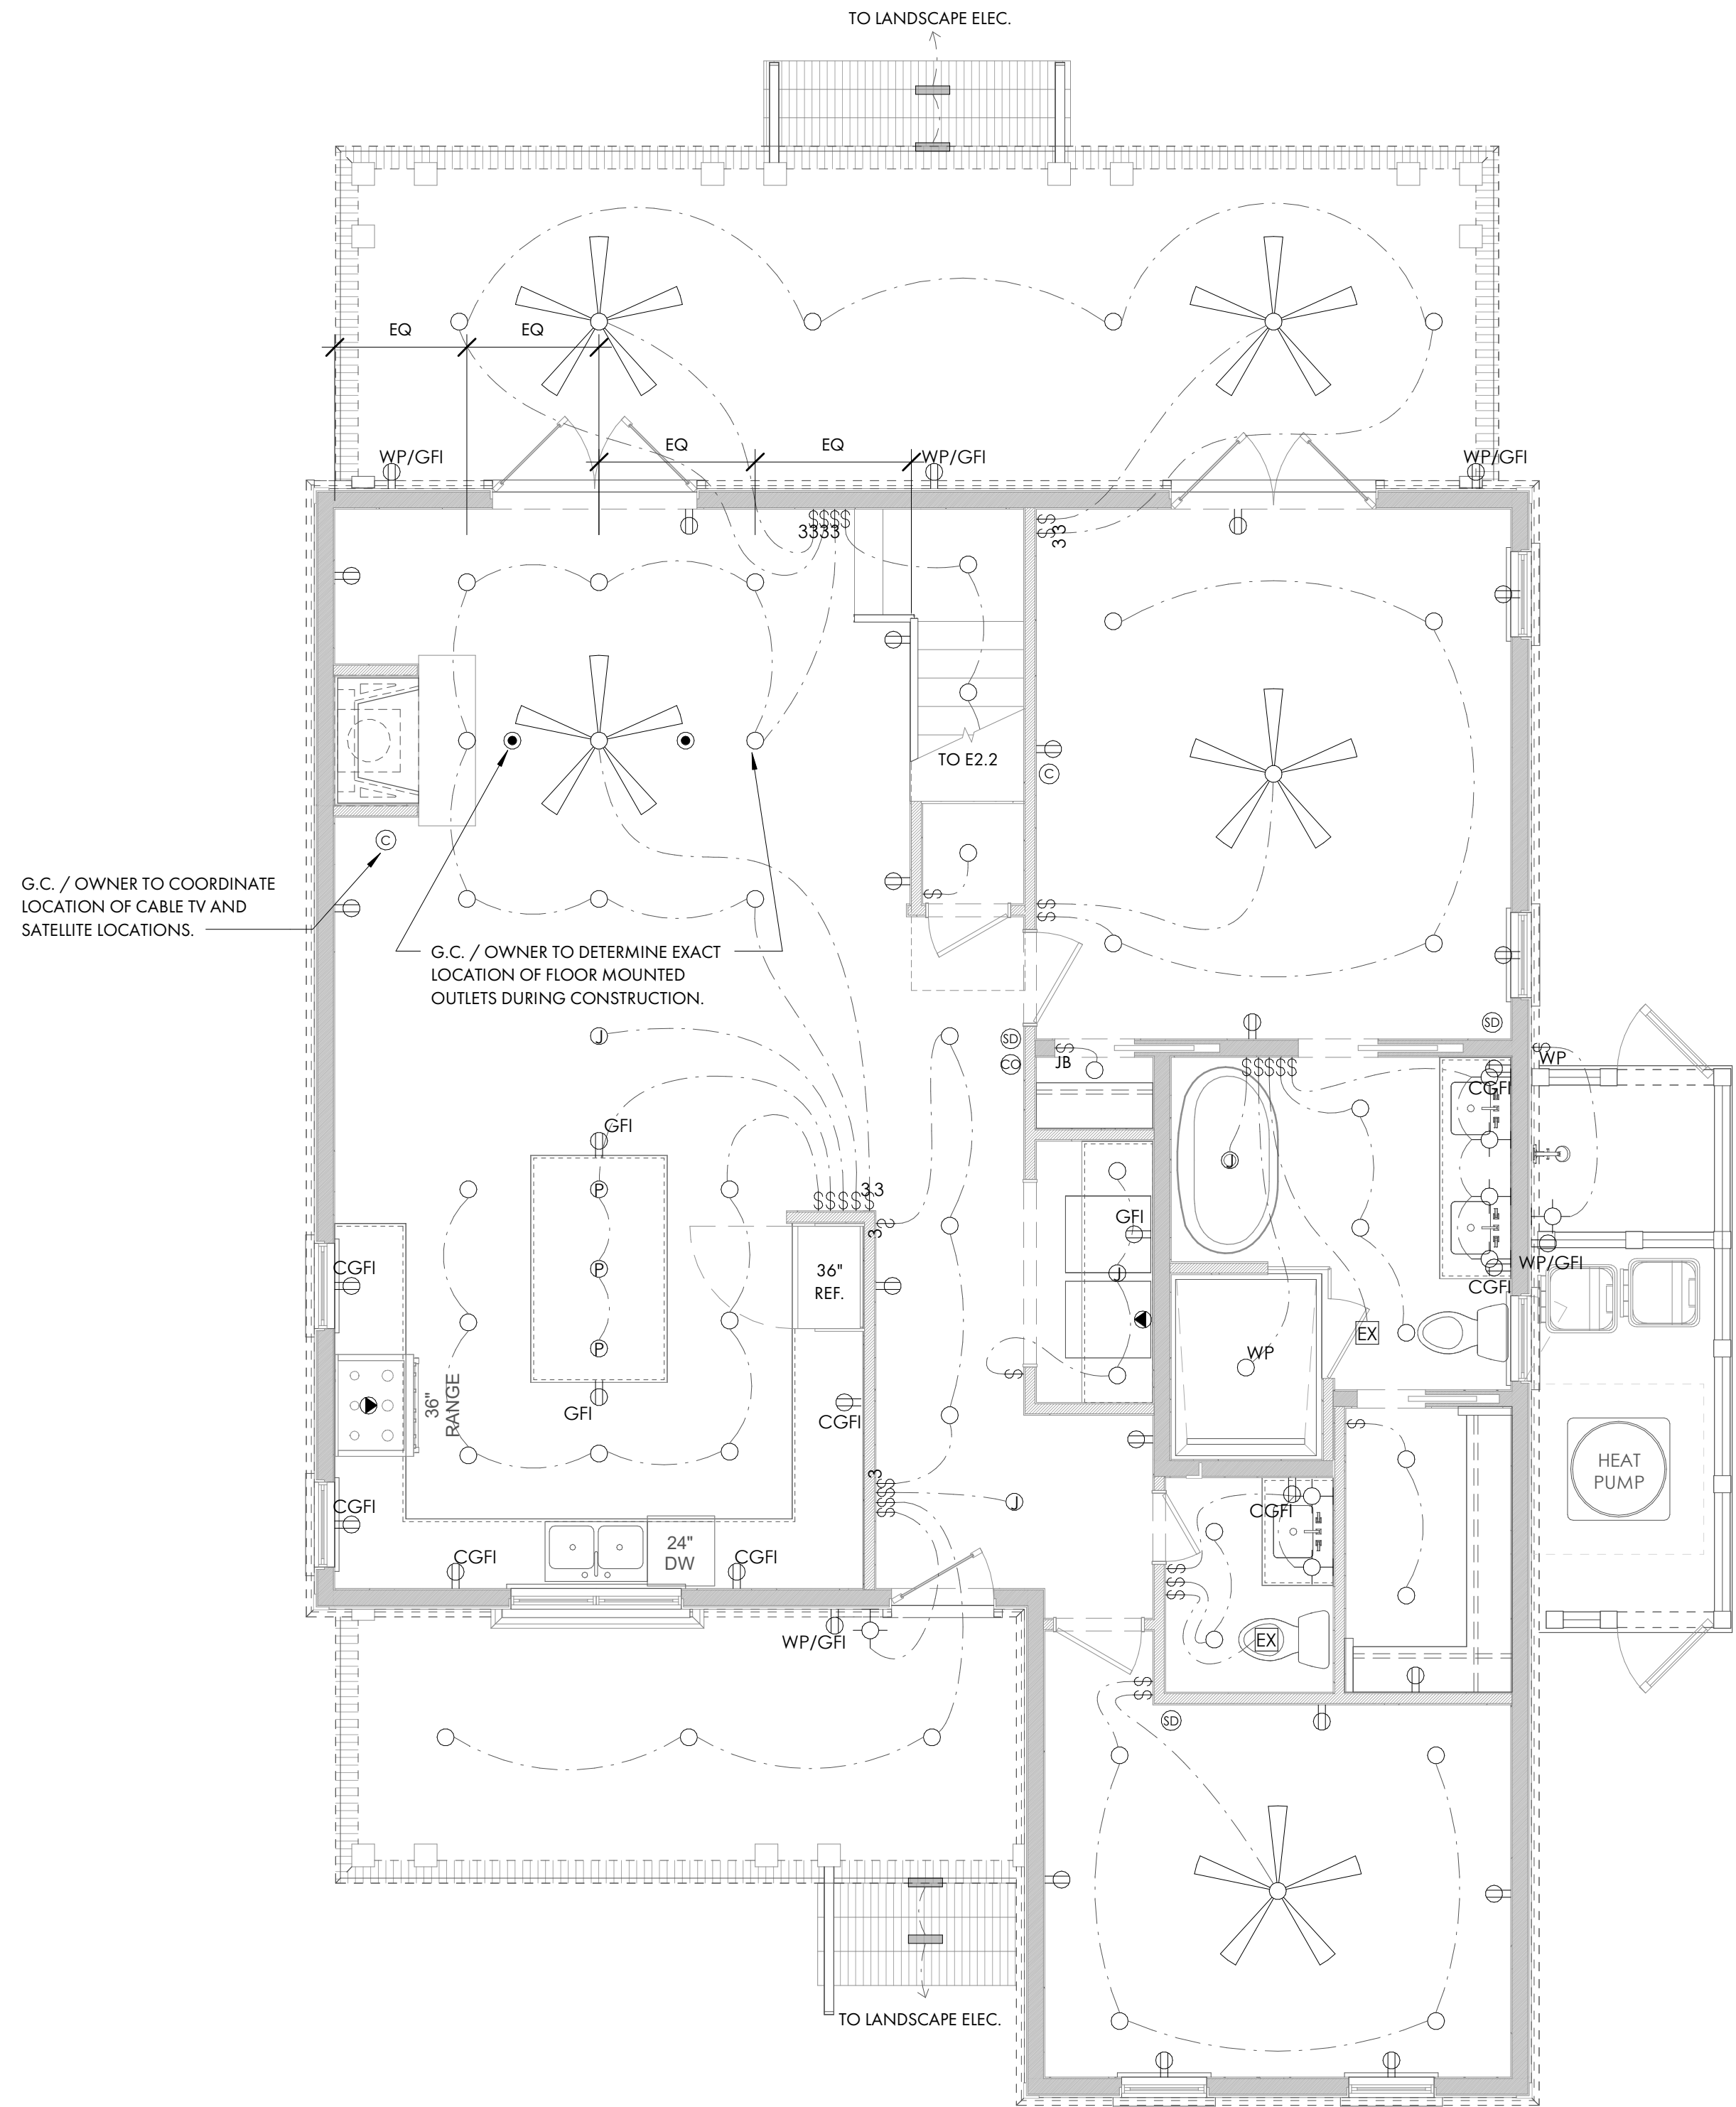 TO LANDSCAPE ELEC.
EQ
EQ
EQ
EQ
WP/GFI
WP/GFI
WP/GFI
$$$$
3333
$$
33
TO E2.2
C
C
G.C. / OWNER TO COORDINATE
LOCATION OF CABLE TV AND
SATELLITE LOCATIONS.
G.C. / OWNER TO DETERMINE EXACT
LOCATION OF FLOOR MOUNTED
OUTLETS DURING CONSTRUCTION.
$
$$
SD
SD
CO
$
JB
$
WP
J
$$$$$
CGFI
GFI
J
P
P
P
GFI
$$$$$
33
3
$
GFI
J
$
36"
REF.
CGFI
WP/GFI
CGFI
36"
RANGE
CGFI
CGFI
EX
WP
$
HEAT
PUMP
3
$$$$
J
CGFI
CGFI
24"
DW
CGFI
$$$
EX
WP/GFI
$$
SD
TO LANDSCAPE ELEC.